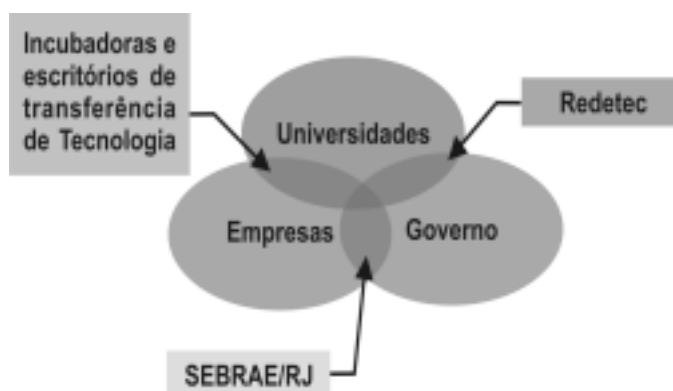 Incubadoras e
escritórios de
transferência
de Tecnologia
Redetec
Universidades
Empresas
Governo
SEBRAE/RJ